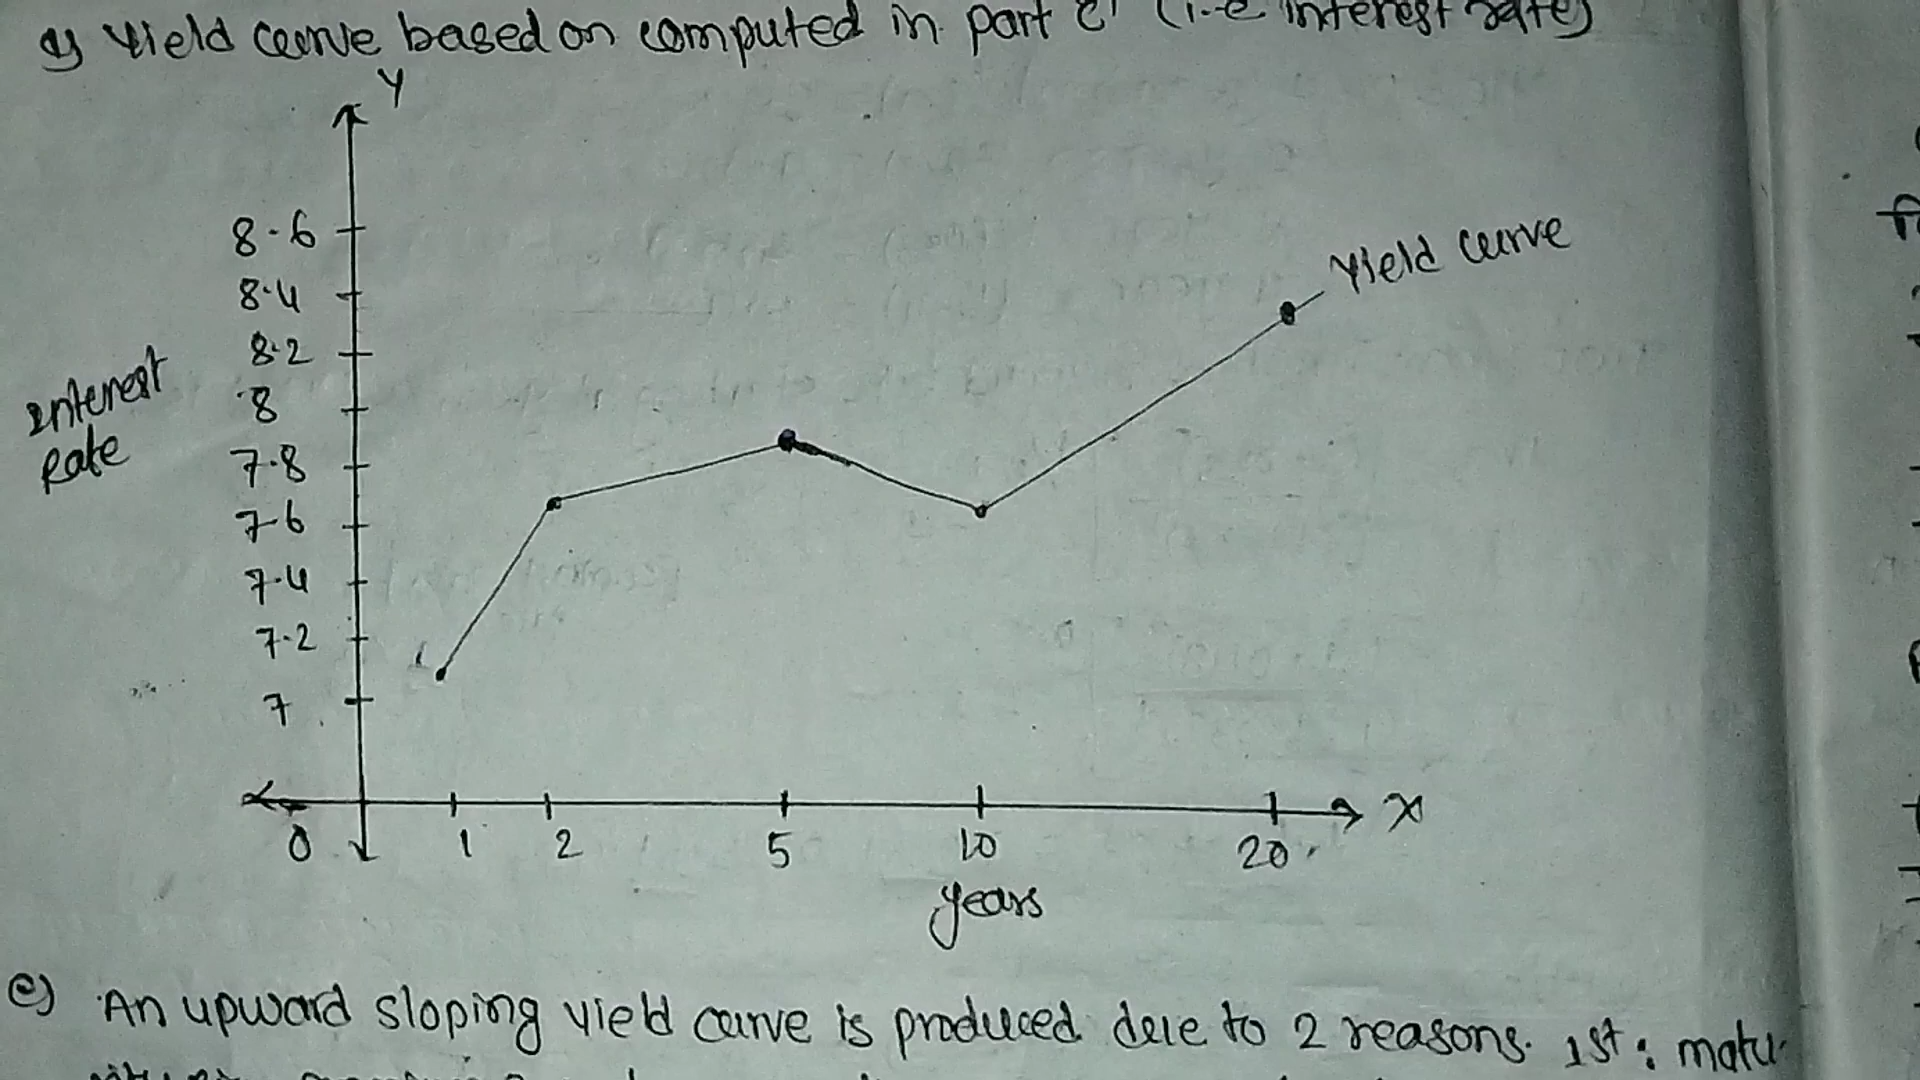 d) Yield curve based on computed in part c' (i-e interest rate)
Y
8.6
8.4
8.2
8
7.8
7.6
7.4
7.2
7
Interest
Rate
Yield curve
0 1 2 5 10 20 X
years
e) An upward sloping yield curve is produced due to 2 reasons. 1st : matu-